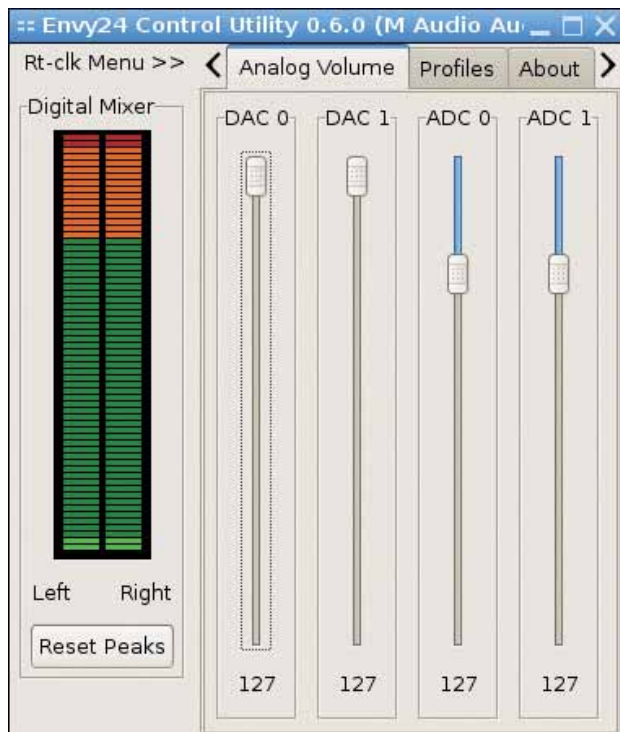 Envy24 Control Utility 0.6.0 (M Audio Au
Rt-clk Menu >>
Analog Volume
Profiles
About
Digital Mixer
DAC 0
DAC 1
ADC 0
ADC 1
Left
Right
Reset Peaks
127
127
127
127